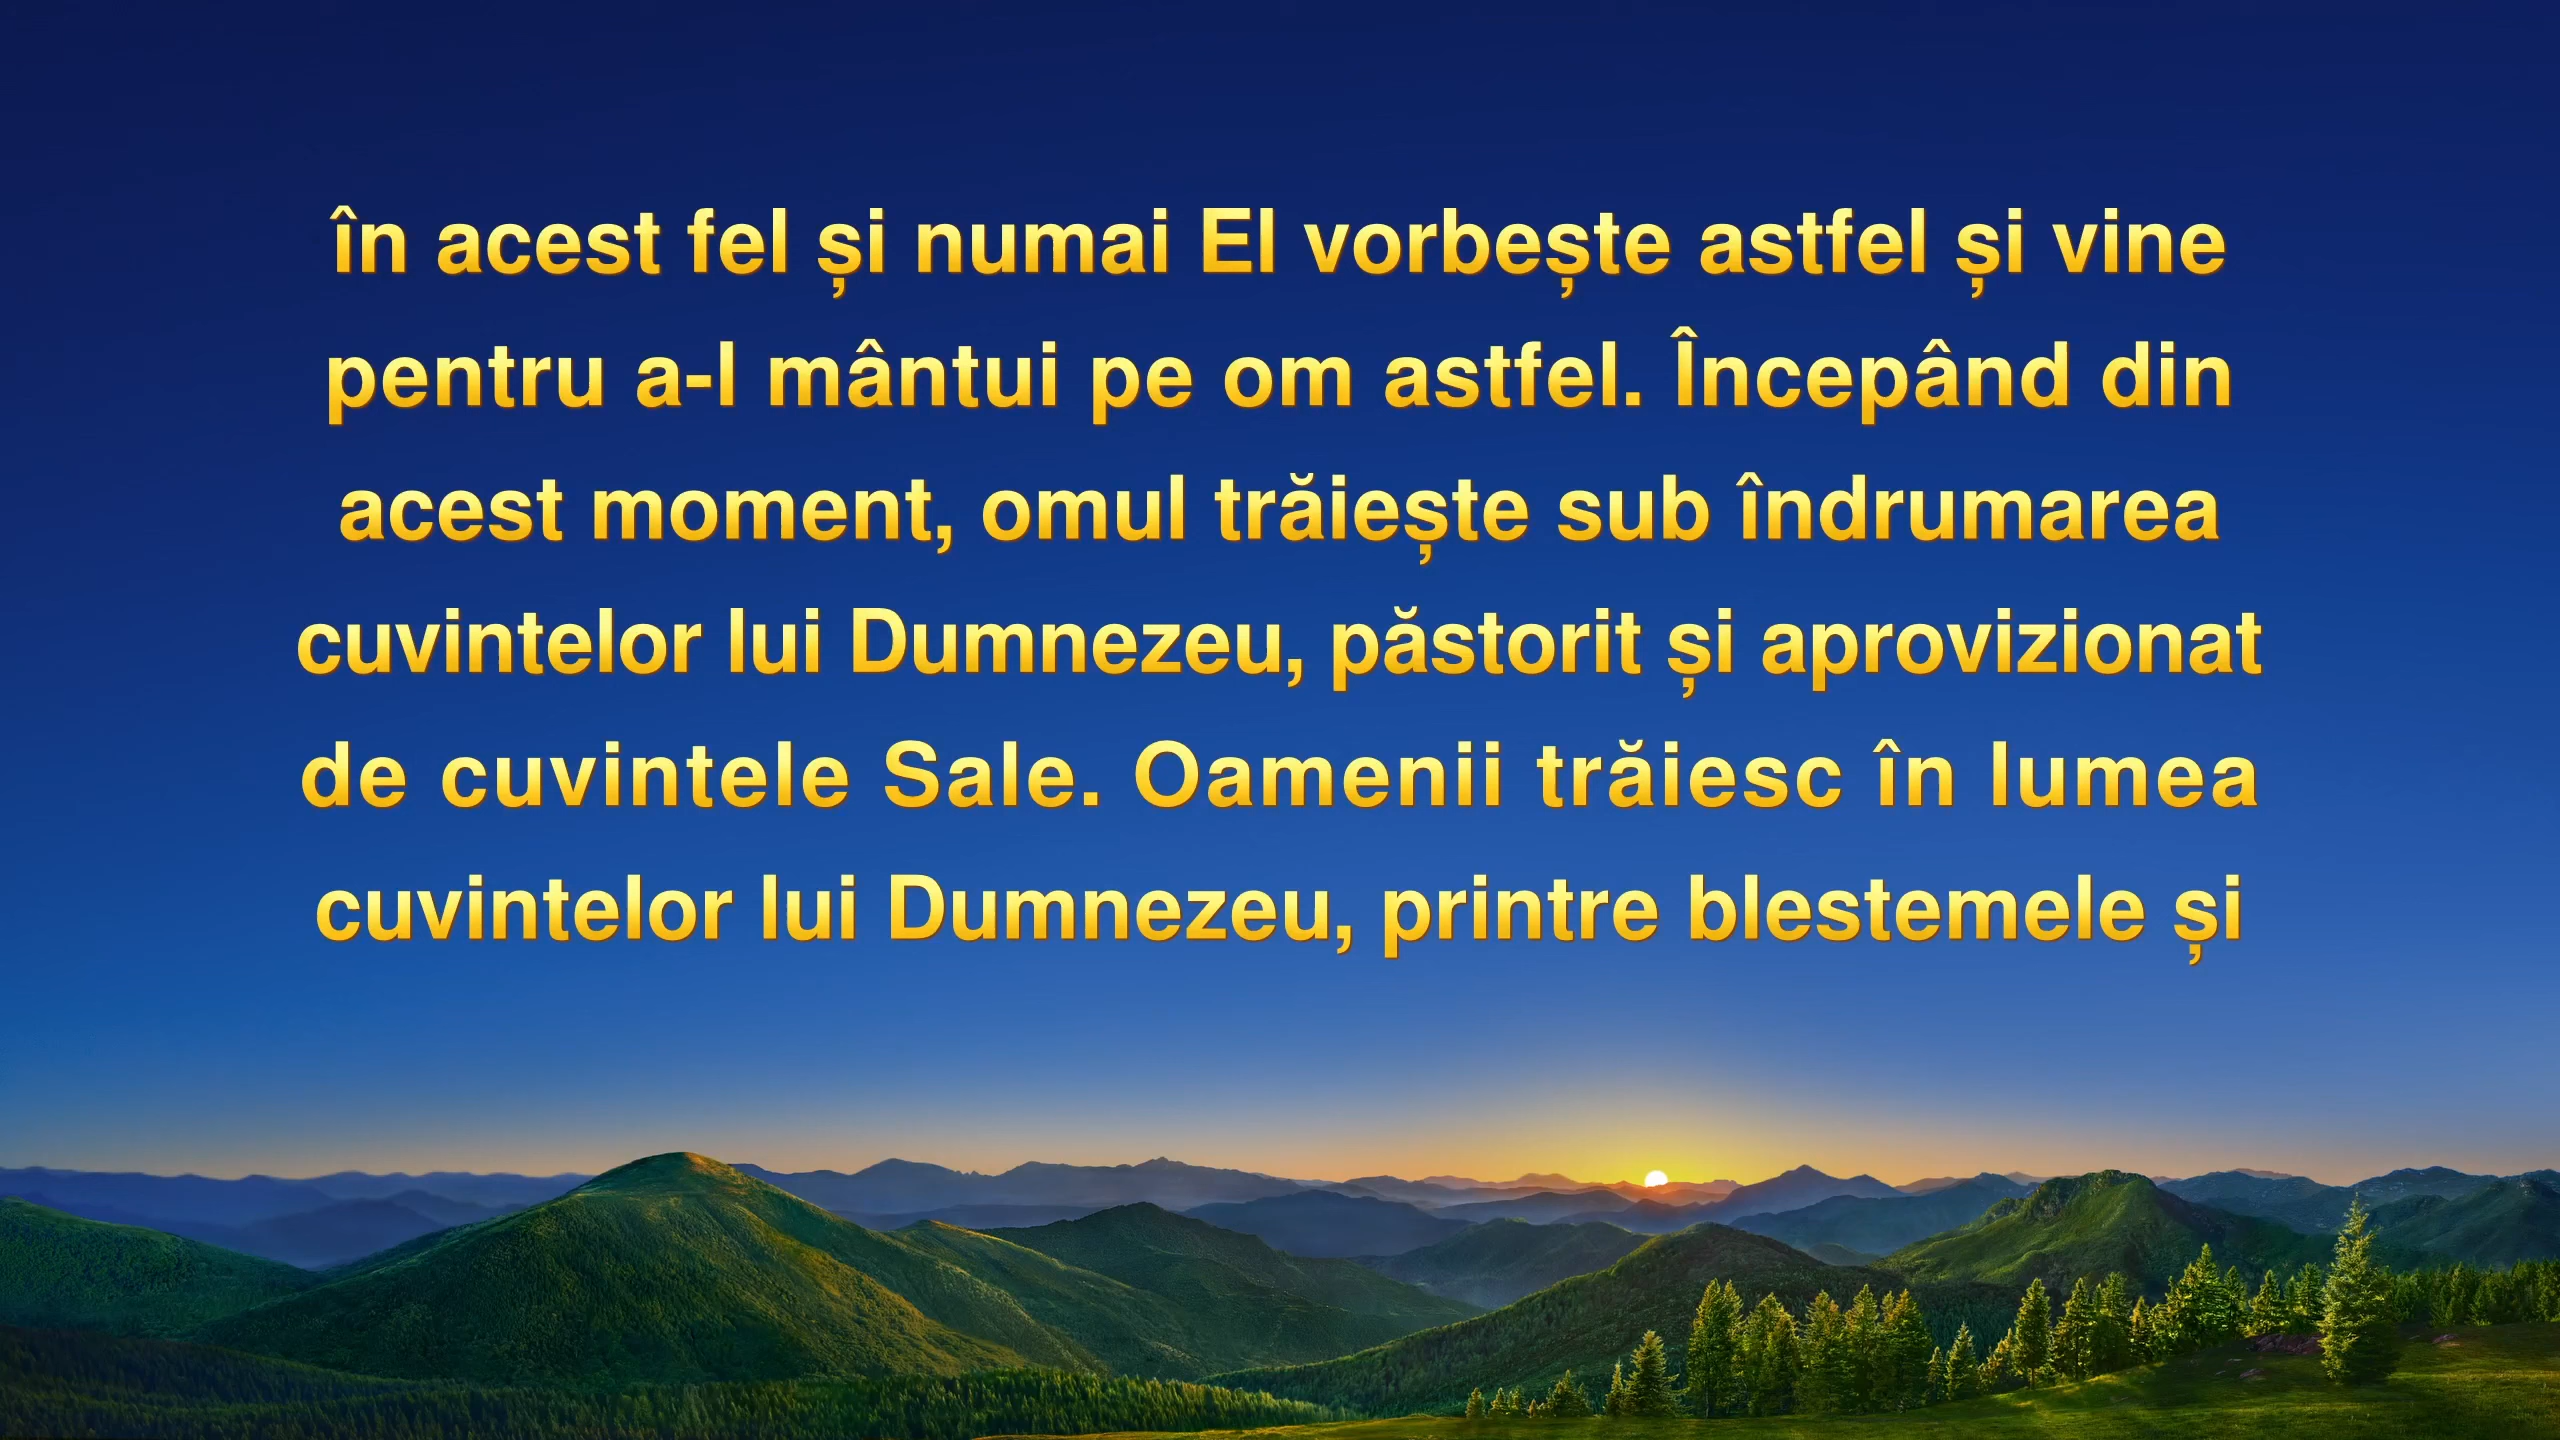 în acest fel și numai El vorbește astfel și vine
pentru a-l mântui pe om astfel. Începând din
acest moment, omul trăiește sub îndrumarea
cuvintelor lui Dumnezeu, păstorit și aprovizionat
de cuvintele Sale. Oamenii trăiesc în lumea
cuvintelor lui Dumnezeu, printre blestemele și